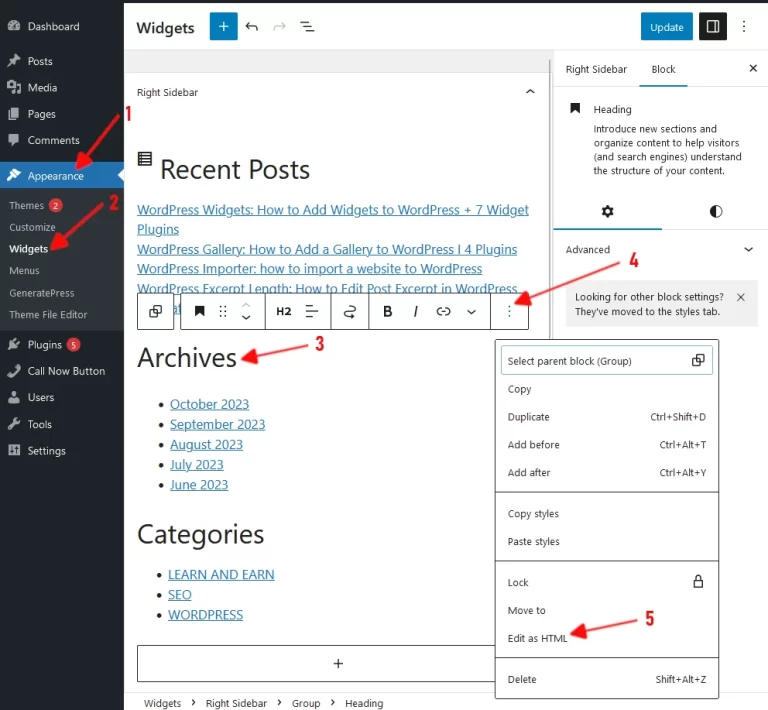 Dashboard
Posts
Media
Pages
Comments
1
Appearance
Themes 2
2
Customize
Widgets
Menus
GeneratePress
Theme File Editor
Plugins 5
Call Now Button
Users
Tools
Settings
Widgets
Update
Right Sidebar
Recent Posts
WordPress Widgets: How to Add Widgets to WordPress + 7 Widget
Plugins
WordPress Gallery: How to Add a Gallery to WordPress I 4 Plugins
WordPress Importer: how to import a website to WordPress
WordPress Excerpt Length: How to Edit Post Excerpt in WordPress
H2 B I
4
Archives
3
October 2023
September 2023
August 2023
July 2023
June 2023
Categories
LEARN AND EARN
SEO
WORDPRESS
+
Right Sidebar Block
Heading
Introduce new sections and
organize content to help visitors
(and search engines) understand
the structure of your content.
Advanced
Looking for other block settings?
They've moved to the styles tab.
Select parent block (Group)
Copy
Duplicate Ctrl+Shift+D
Add before Ctrl+Alt+T
Add after Ctrl+Alt+Y
Copy styles
Paste styles
Lock
Move to
Edit as HTML
5
Delete Shift+Alt+Z
Widgets > Right Sidebar > Group > Heading